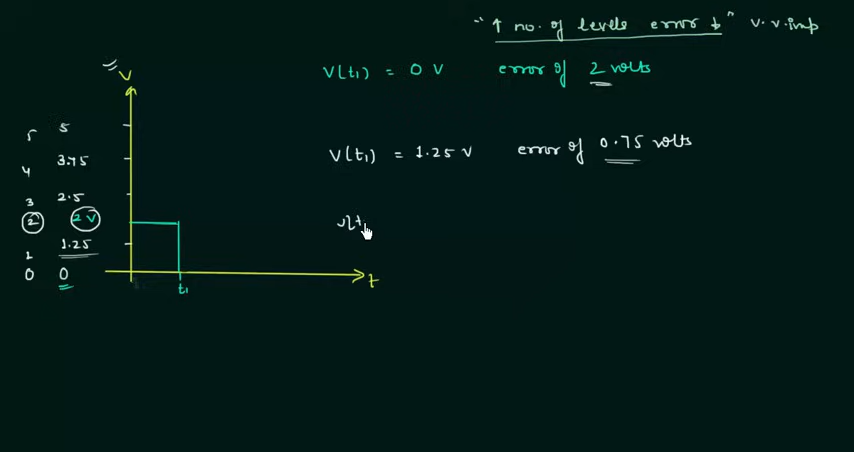 "↑ no. of levels error ↓" v.v.imp
V
V(t₁) = 0 V error of 2 volts
5 5
4 3.75
V(t₁) = 1.25 V error of 0.75 volts
3 2.5
2 2 V
v(t
1 1.25
0 0
t₁
t